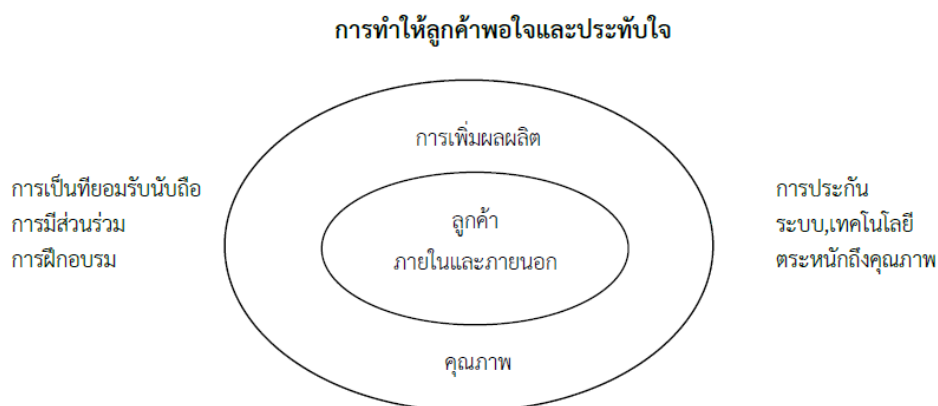 การทำให้ลูกค้าพอใจและประทับใจ
การเพิ่มผลผลิต
การเป็นทียอมรับนับถือ
การมีส่วนร่วม
การฝึกอบรม
ลูกค้า
ภายในและภายนอก
การประกัน
ระบบ,เทคโนโลยี
ตระหนักถึงคุณภาพ
คุณภาพ